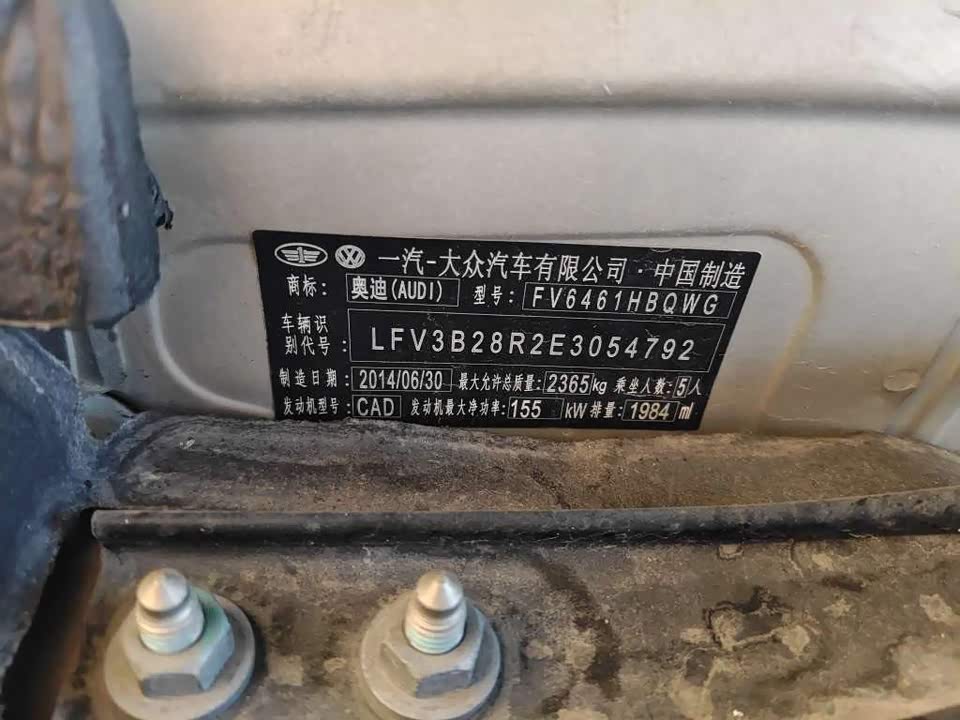 一汽-大众汽车有限公司·中国制造
商标: 奥迪(AUDI) 型号: FV6461HBQWG
车辆识别代号: LFV3B28R2E3054792
制造日期: 2014/06/30 最大允许总质量: 2365kg 乘坐人数: 5人
发动机型号: CAD 发动机最大净功率: 155 kW 排量: 1984 ml